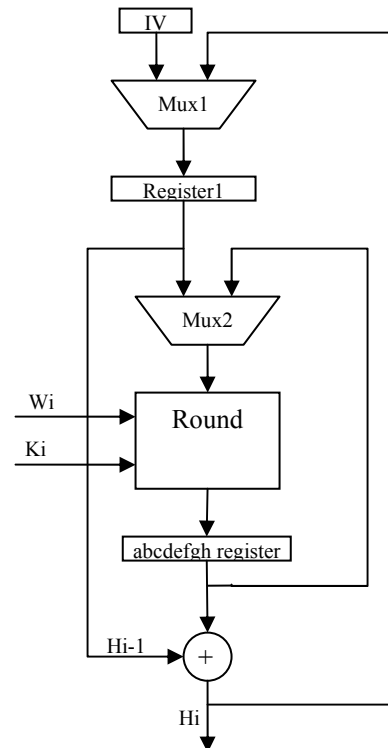 IV
Mux1
Register1
Mux2
Wi
Round
Ki
abcdefgh register
Hi-1
+
Hi